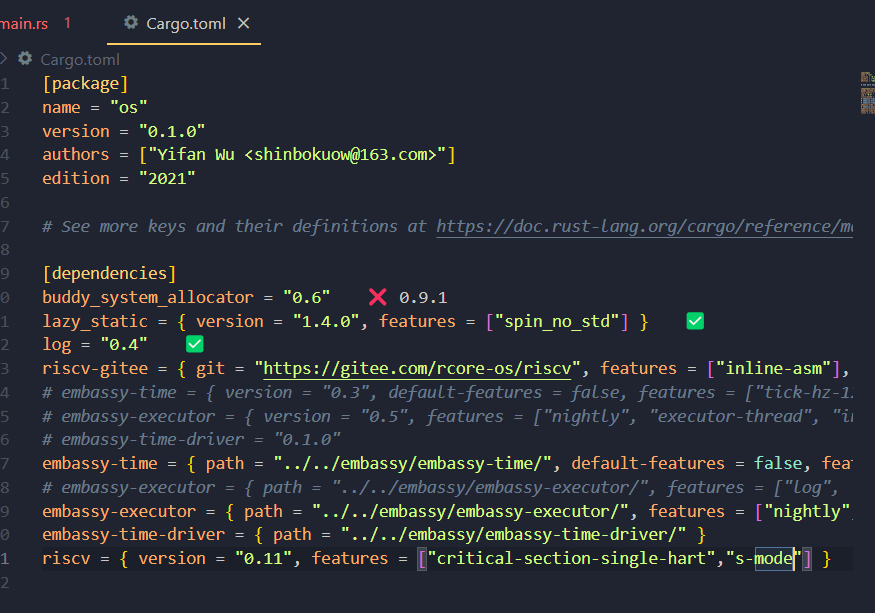 main.rs 1 Cargo.toml
Cargo.toml
1 [package]
2 name = "os"
3 version = "0.1.0"
4 authors = ["Yifan Wu <shinbokuow@163.com>"]
5 edition = "2021"
6
7 # See more keys and their definitions at https://doc.rust-lang.org/cargo/reference/m
8
9 [dependencies]
0 buddy_system_allocator = "0.6" ❌ 0.9.1
1 lazy_static = { version = "1.4.0", features = ["spin_no_std"] } ✅
2 log = "0.4" ✅
3 riscv-gitee = { git = "https://gitee.com/rcore-os/riscv", features = ["inline-asm"],
4 # embassy-time = { version = "0.3", default-features = false, features = ["tick-hz-1
5 # embassy-executor = { version = "0.5", features = ["nightly", "executor-thread", "i
6 # embassy-time-driver = "0.1.0"
7 embassy-time = { path = "../../embassy/embassy-time/", default-features = false, fea
8 # embassy-executor = { path = "../../embassy/embassy-executor/", features = ["log",
9 embassy-executor = { path = "../../embassy/embassy-executor/", features = ["nightly",
0 embassy-time-driver = { path = "../../embassy/embassy-time-driver/" }
1 riscv = { version = "0.11", features = ["critical-section-single-hart","s-mode"] }
2